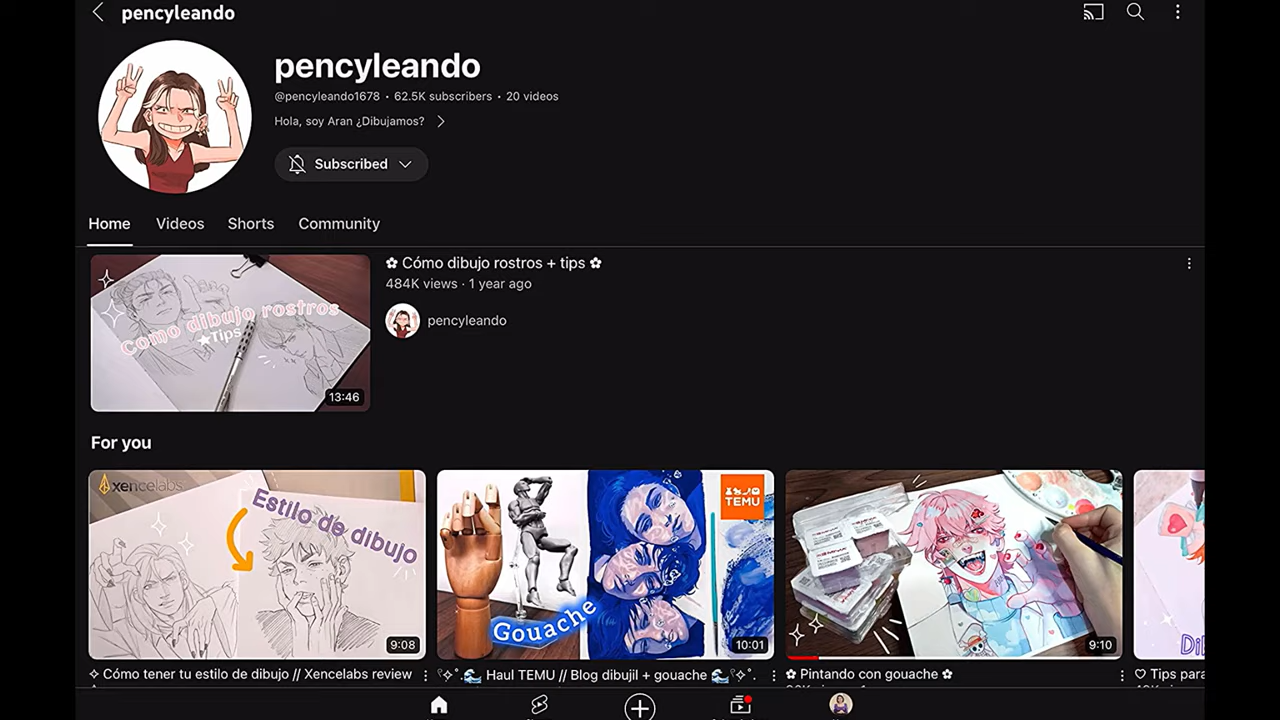 pencyleando
pencyleando
@pencyleando1678 • 62.5K subscribers • 20 videos
Hola, soy Aran ¿Dibujamos?
Subscribed
Home Videos Shorts Community
✿ Cómo dibujo rostros + tips ✿
484K views · 1 year ago
pencyleando
Como dibujo rostros
★Tips
13:46
For you
xencelabs
Estilo de dibujo
9:08
TEMU
Gouache
10:01
9:10
✧ Cómo tener tu estilo de dibujo // Xencelabs review
Haul TEMU // Blog dibujil + gouache
✿ Pintando con gouache ✿
♡ Tips para